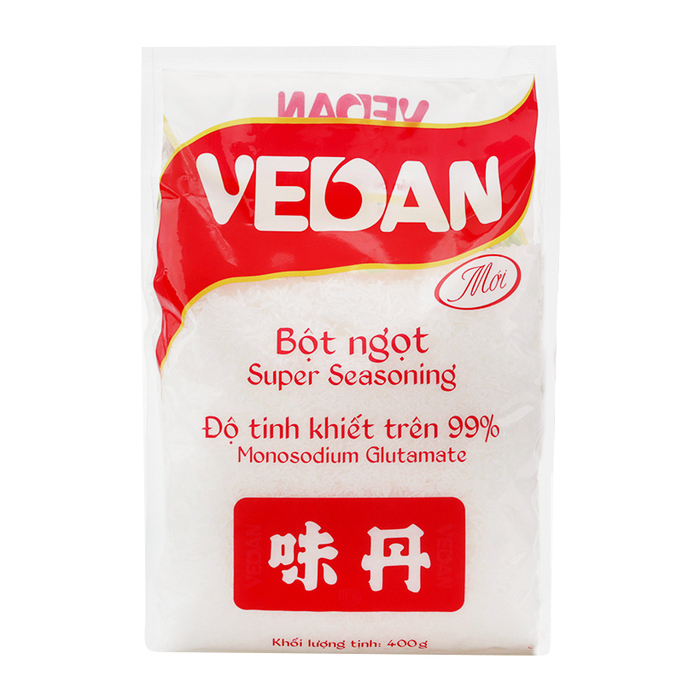 VEDAN
VEDAN
Mới
Bột ngọt
Super Seasoning
Độ tinh khiết trên 99%
Monosodium Glutamate
味丹
Khối lượng tịnh: 400g